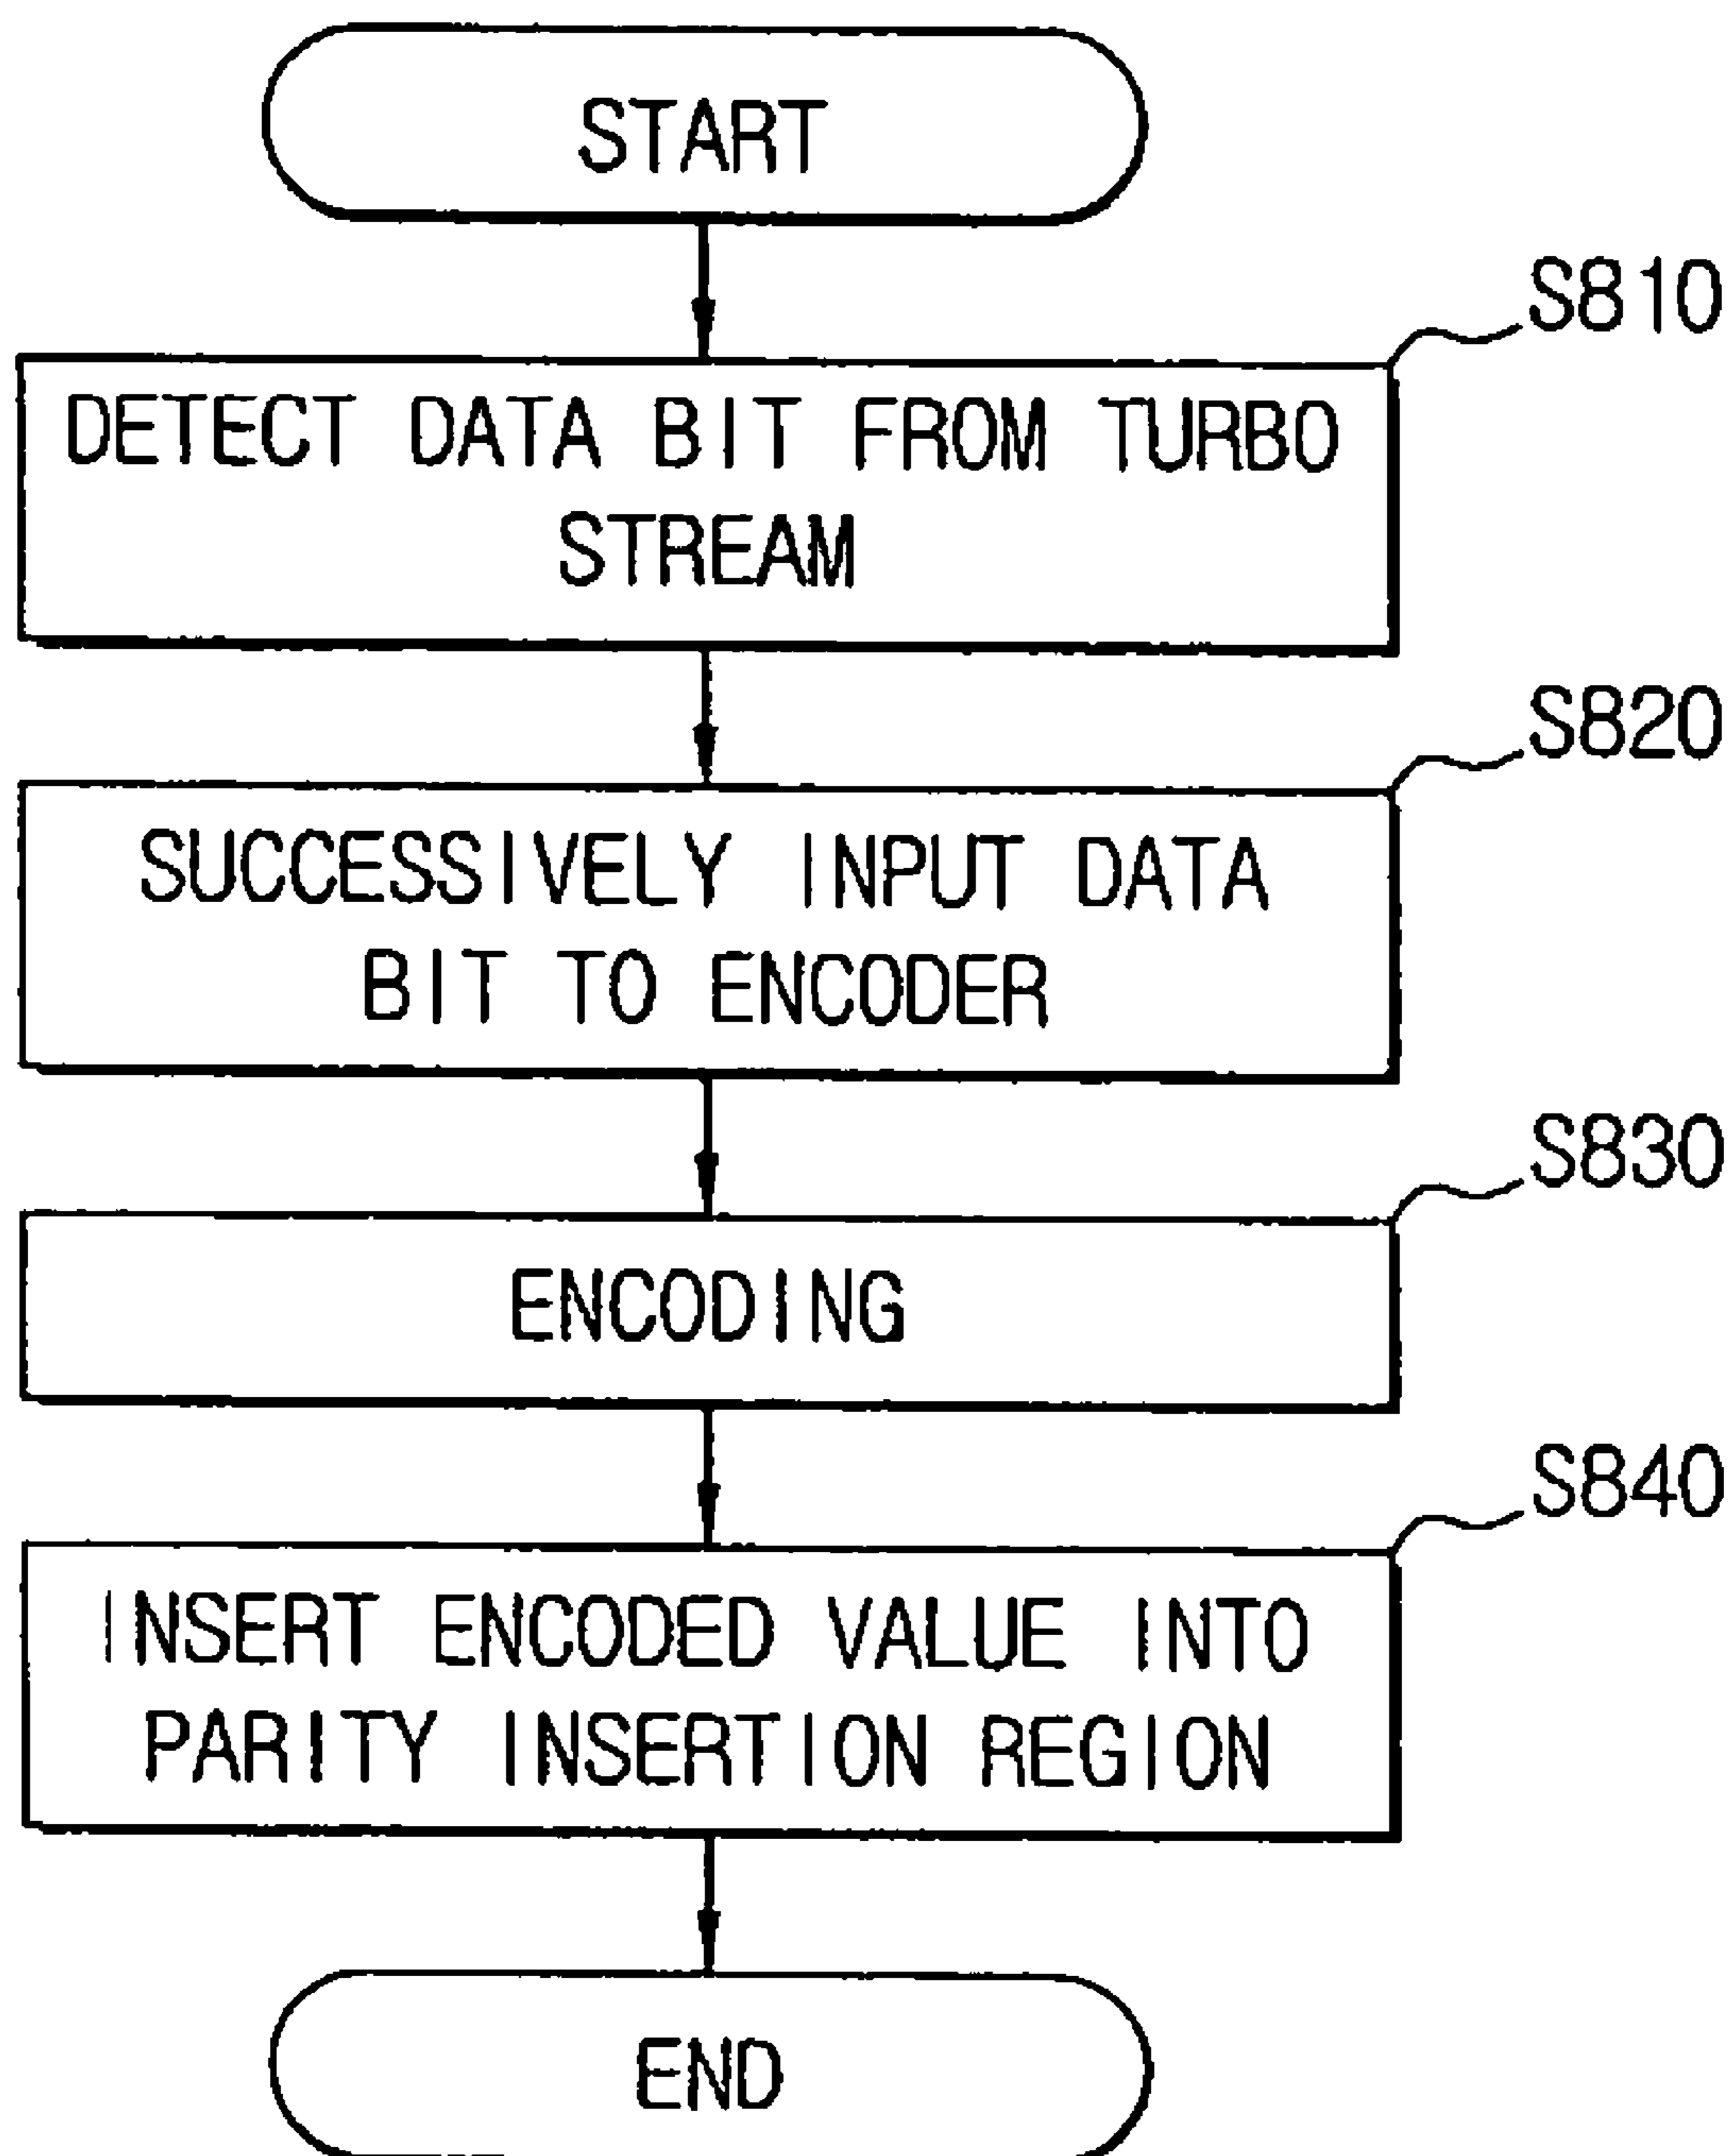 START
S810
DETECT DATA BIT FROM TURBO
STREAM
S820
SUCCESSIVELY INPUT DATA
BIT TO ENCODER
S830
ENCODING
S840
INSERT ENCODED VALUE INTO
PARITY INSERTION REGION
END